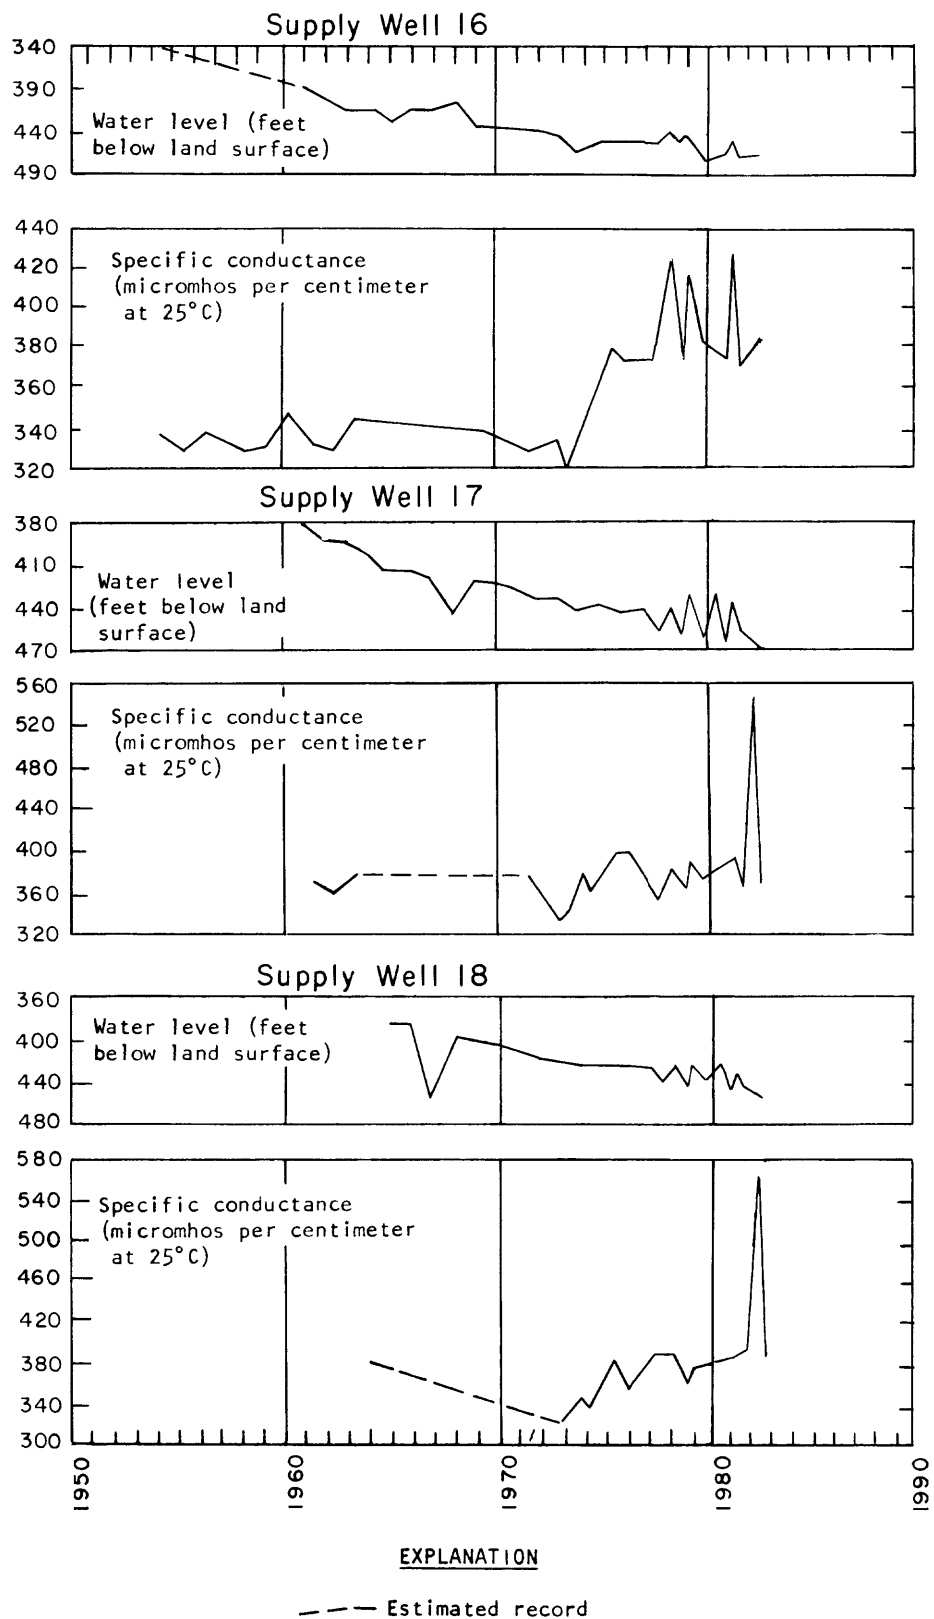 Supply Well 16
340
390
440
490
Water level (feet
below land surface)
440
420
400
380
360
340
320
Specific conductance
(micromhos per centimeter
at 25°C)
Supply Well 17
380
410
440
470
Water level
(feet below land
surface)
560
520
480
440
400
360
320
Specific conductance
(micromhos per centimeter
at 25°C)
Supply Well 18
360
400
440
480
Water level (feet
below land surface)
580
540
500
460
420
380
340
300
Specific conductance
(micromhos per centimeter
at 25°C)
1950
1960
1970
1980
1990
EXPLANATION
Estimated record